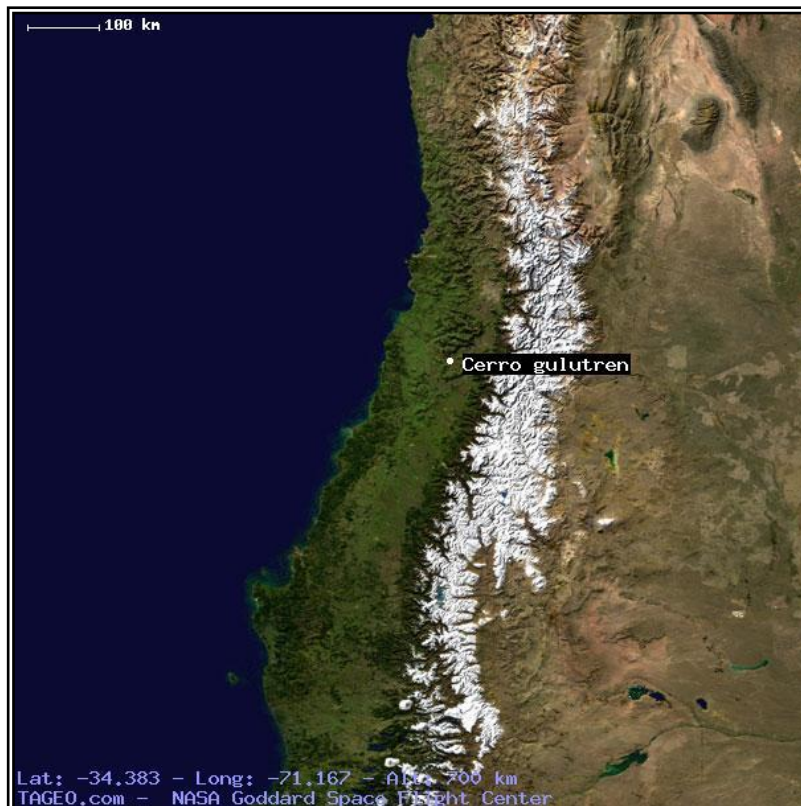 100 km
Cerro gulutren
Lat: -34.383 - Long: -71.167 - Alt: 700 km
TAGEO.com - NASA Goddard Space Flight Center